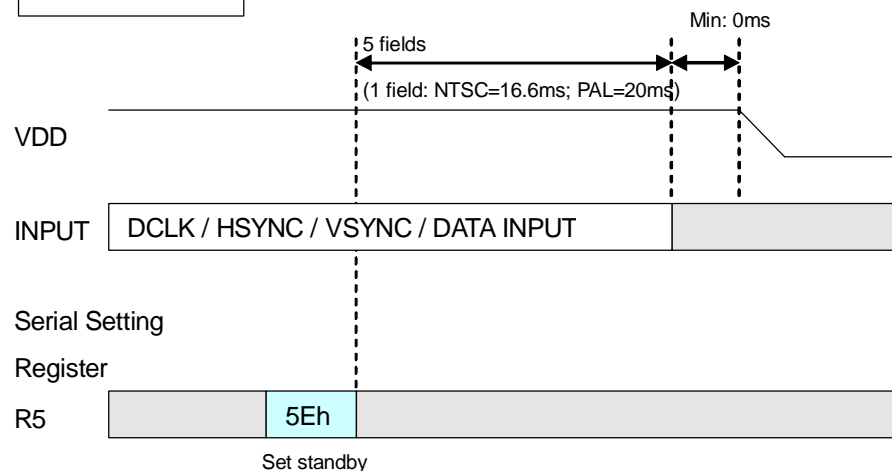 Min: 0ms
5 fields
(1 field: NTSC=16.6ms; PAL=20ms)
VDD
INPUT DCLK / HSYNC / VSYNC / DATA INPUT
Serial Setting
Register
R5 5Eh
Set standby